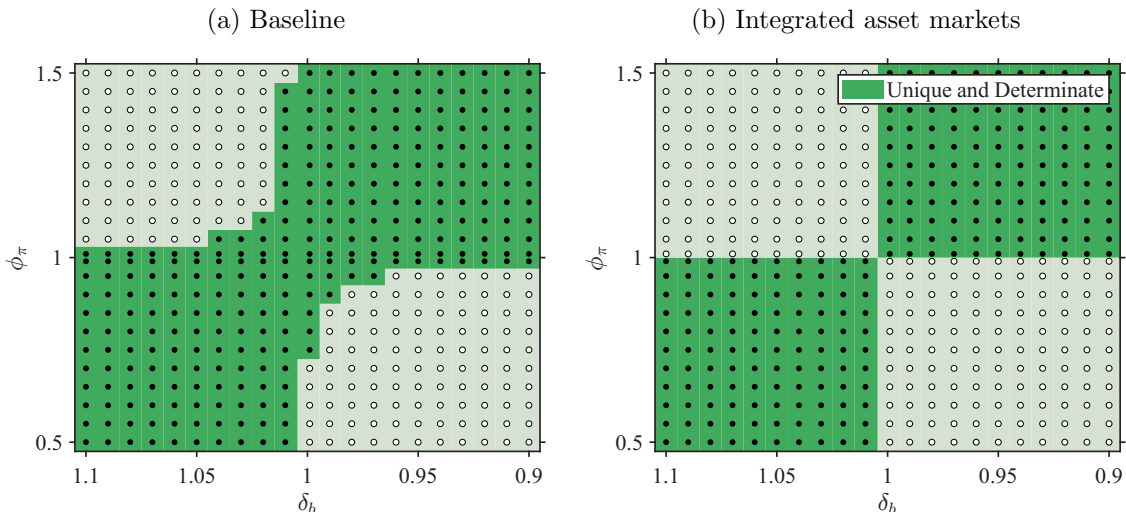 (a) Baseline
1.5
1
0.5
ϕπ
1.1
1.05
1
0.95
0.9
δb
(b) Integrated asset markets
Unique and Determinate
1.5
1
0.5
ϕπ
1.1
1.05
1
0.95
0.9
δb